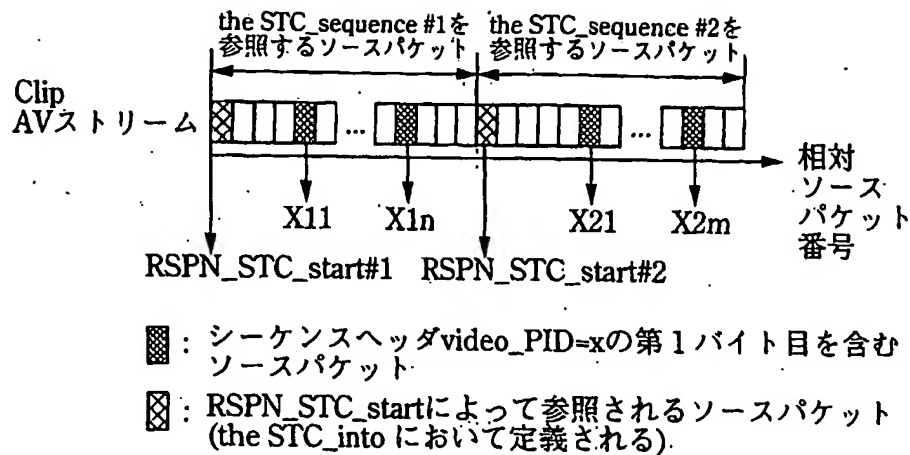 the STC_sequence #1を
参照するソースパケット
the STC_sequence #2を
参照するソースパケット
Clip
AVストリーム
...
...
相対
ソース
パケット
番号
X11
X1n
X21
X2m
RSPN_STC_start#1
RSPN_STC_start#2
: シーケンスヘッダvideo_PID=xの第1バイト目を含む
ソースパケット
: RSPN_STC_startによって参照されるソースパケット
(the STC_into において定義される)